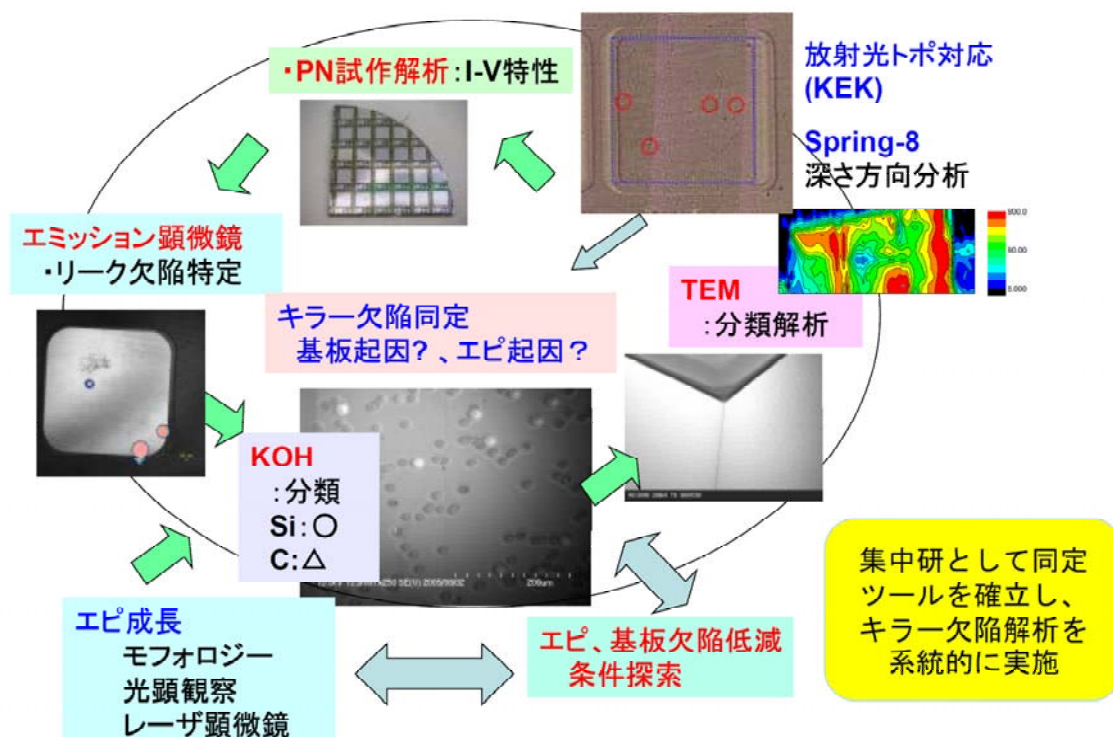 ・PN試作解析:I-V特性
放射光トポ対応
(KEK)
Spring-8
深さ方向分析
エミッション顕微鏡
・リーク欠陥特定
キラー欠陥同定
基板起因?、エピ起因?
TEM
:分類解析
KOH
:分類
Si:○
C:△
200um
エピ成長
モフォロジー
光顕観察
レーザ顕微鏡
エピ、基板欠陥低減
条件探索
集中研として同定
ツールを確立し、
キラー欠陥解析を
系統的に実施